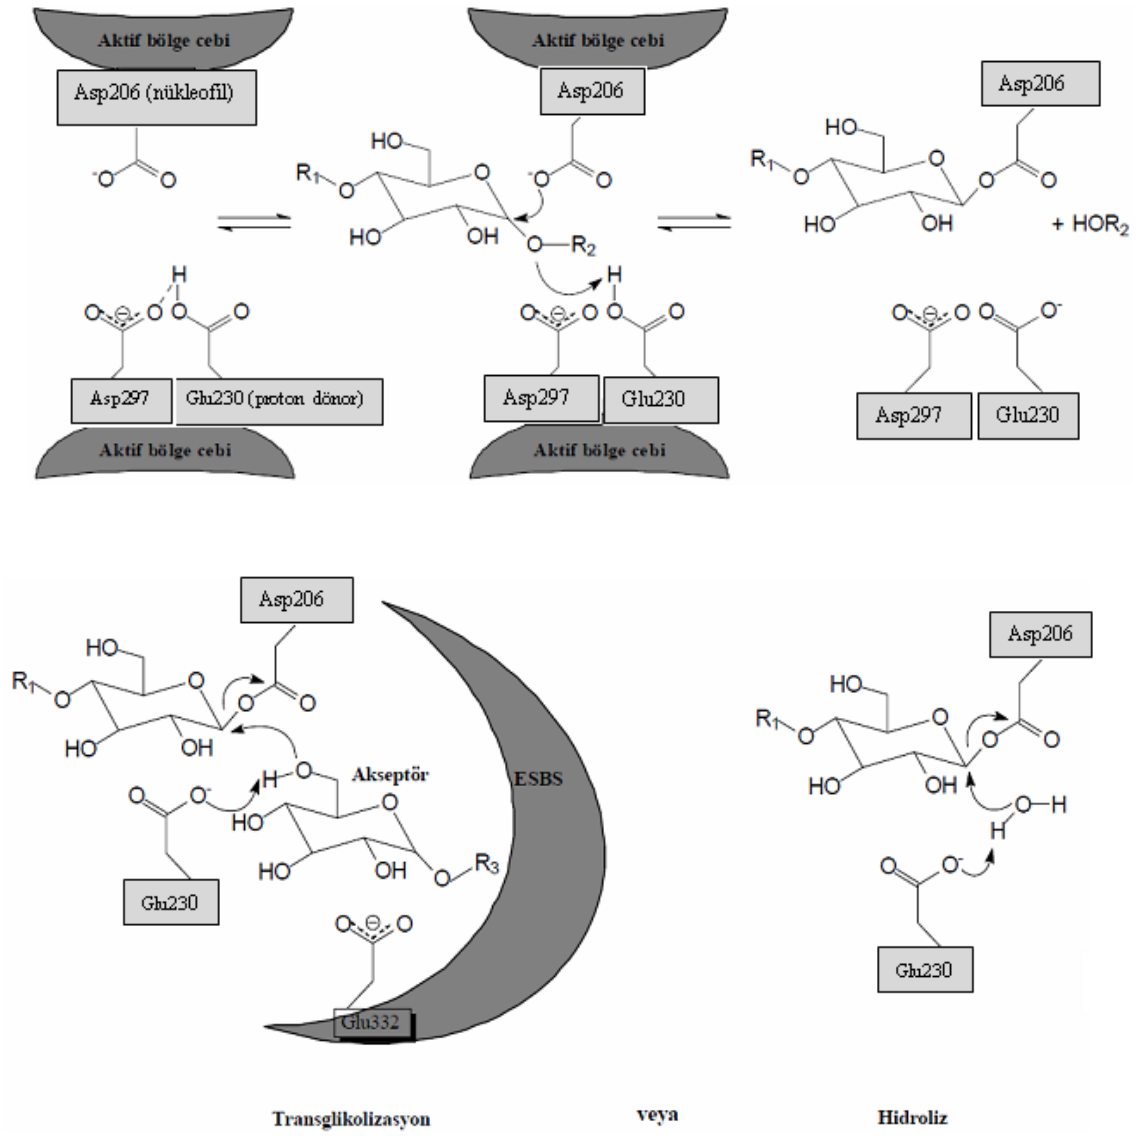 Aktif bölge cebi
Asp206 (nükleofil)
-O
O
Aktif bölge cebi
Asp206
HO
R1
O
O
-O
O
HO
OH
O
R2
Asp206
HO
R1
O
O
O
O
HO
OH
+ HOR2
H
O
O
O
O
Asp297
Glu230 (proton dönor)
Aktif bölge cebi
H
O
O
O
O
Asp297
Glu230
Aktif bölge cebi
O
O
O
O-
Asp297
Glu230
Asp206
HO
R1
O
O
O
O
HO
OH
H
O
Akseptör
O
O-
HO
O
HO
OH
O
R3
Glu230
O
O
Glu332
ESBS
Asp206
HO
R1
O
O
O
O
HO
OH
O
H
H
O
O-
Glu230
Transglikolizasyon
veya
Hidroliz